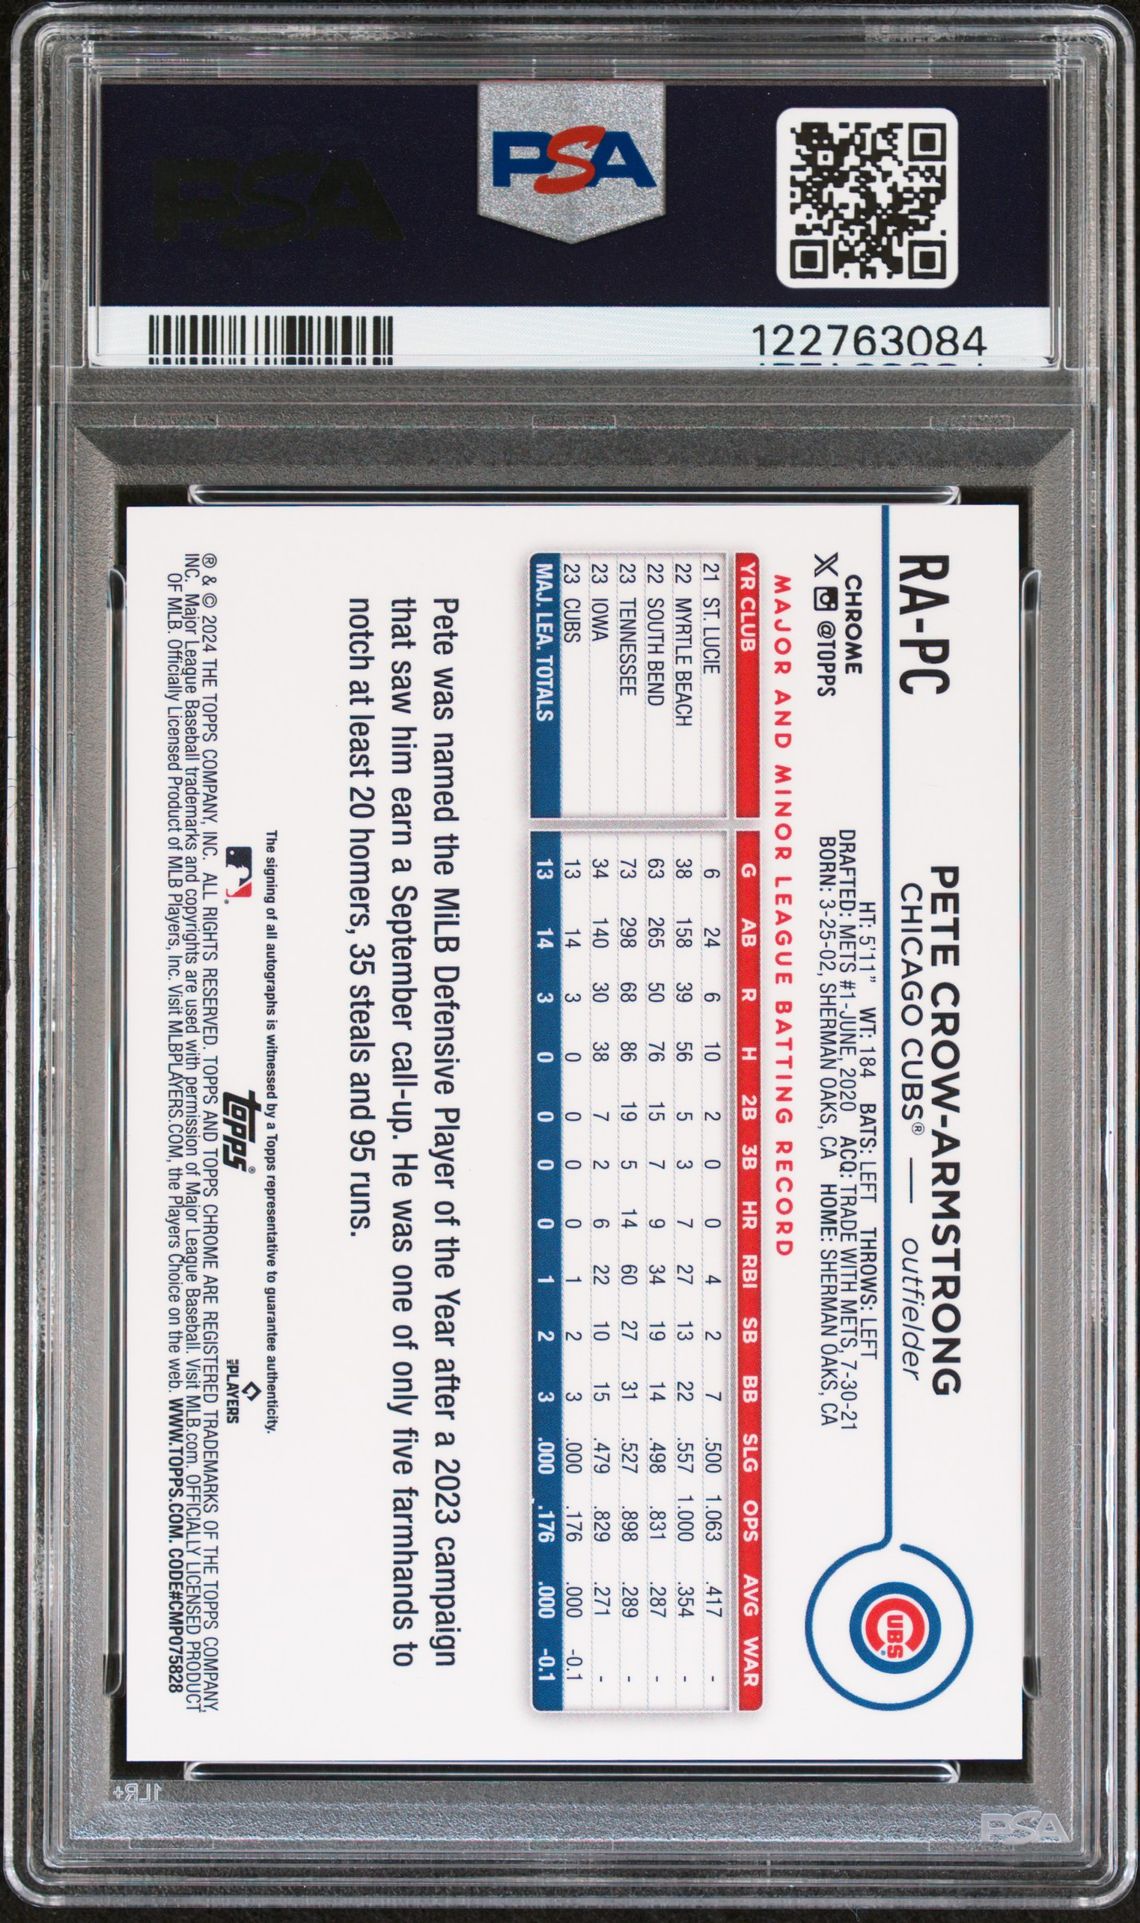 PSA
PSA
122763084
RA-PC
PETE CROW-ARMSTRONG
CHICAGO CUBS® — outfielder
CHROME
X @TOPPS
HT: 5'11" WT: 184 BATS: LEFT THROWS: LEFT
DRAFTED: METS #1-JUNE, 2020 ACQ: TRADE WITH METS, 7-30-21
BORN: 3-25-02, SHERMAN OAKS, CA HOME: SHERMAN OAKS, CA
CUBS
MAJOR AND MINOR LEAGUE BATTING RECORD
YR CLUB G AB R H 2B 3B HR RBI SB BB SLG OPS AVG WAR
21 ST. LUCIE 6 24 6 10 2 0 0 4 2 7 .500 1.063 .417 -
22 MYRTLE BEACH 38 158 39 56 5 3 7 27 13 22 .557 1.000 .354 -
22 SOUTH BEND 63 265 50 76 15 7 9 34 19 14 .498 .831 .287 -
23 TENNESSEE 73 298 68 86 19 5 14 60 27 31 .527 .898 .289 -
23 IOWA 34 140 30 38 7 2 6 22 10 15 .479 .829 .271 -
23 CUBS 13 14 3 0 0 0 0 1 2 3 .000 .176 .000 -0.1
MAJ. LEA. TOTALS 13 14 3 0 0 0 0 1 2 3 .000 .176 .000 -0.1
Pete was named the MiLB Defensive Player of the Year after a 2023 campaign
that saw him earn a September call-up. He was one of only five farmhands to
notch at least 20 homers, 35 steals and 95 runs.
The signing of all autographs is witnessed by a Topps representative to guarantee authenticity.
topps®
MLB PLAYERS
® & © 2024 THE TOPPS COMPANY, INC. ALL RIGHTS RESERVED. TOPPS AND TOPPS CHROME ARE REGISTERED TRADEMARKS OF THE TOPPS COMPANY,
INC. Major League Baseball trademarks and copyrights are used with permission of Major League Baseball. Visit MLB.com. OFFICIALLY LICENSED PRODUCT
OF MLB. Officially Licensed Product of MLB Players, Inc. Visit MLBPLAYERS.COM, the Players Choice on the web. WWW.TOPPS.COM. CODE#CMP075828
1LR+
PSA